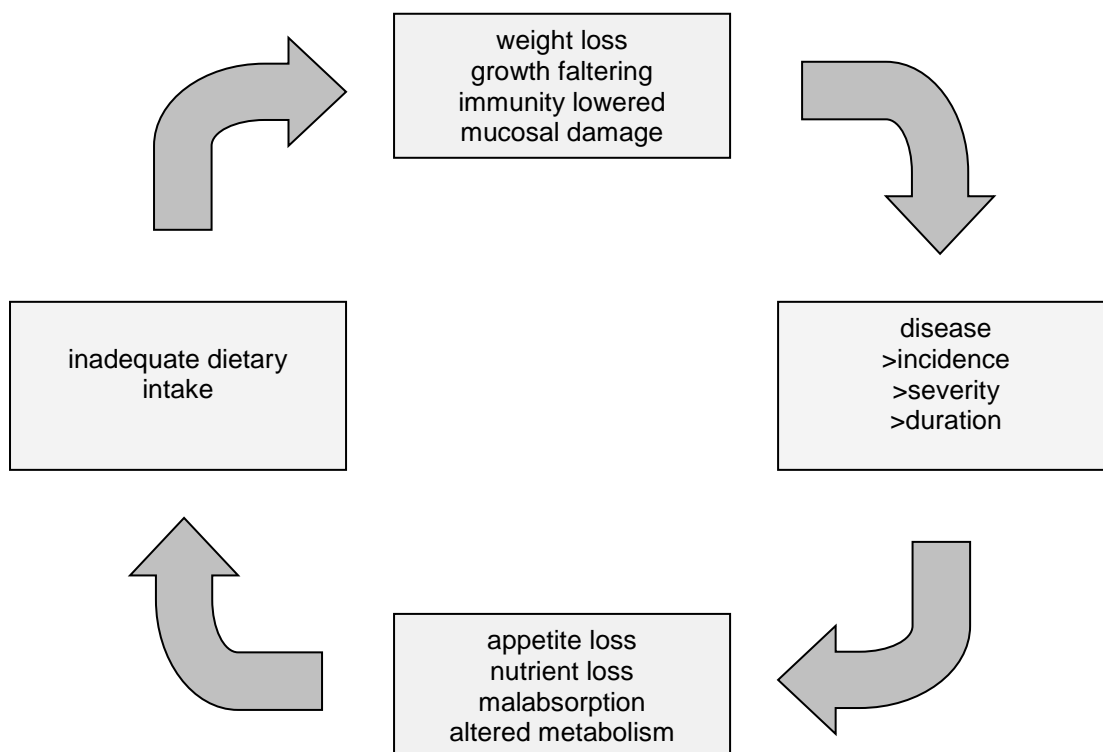 weight loss
growth faltering
immunity lowered
mucosal damage
inadequate dietary
intake
disease
>incidence
>severity
>duration
appetite loss
nutrient loss
malabsorption
altered metabolism